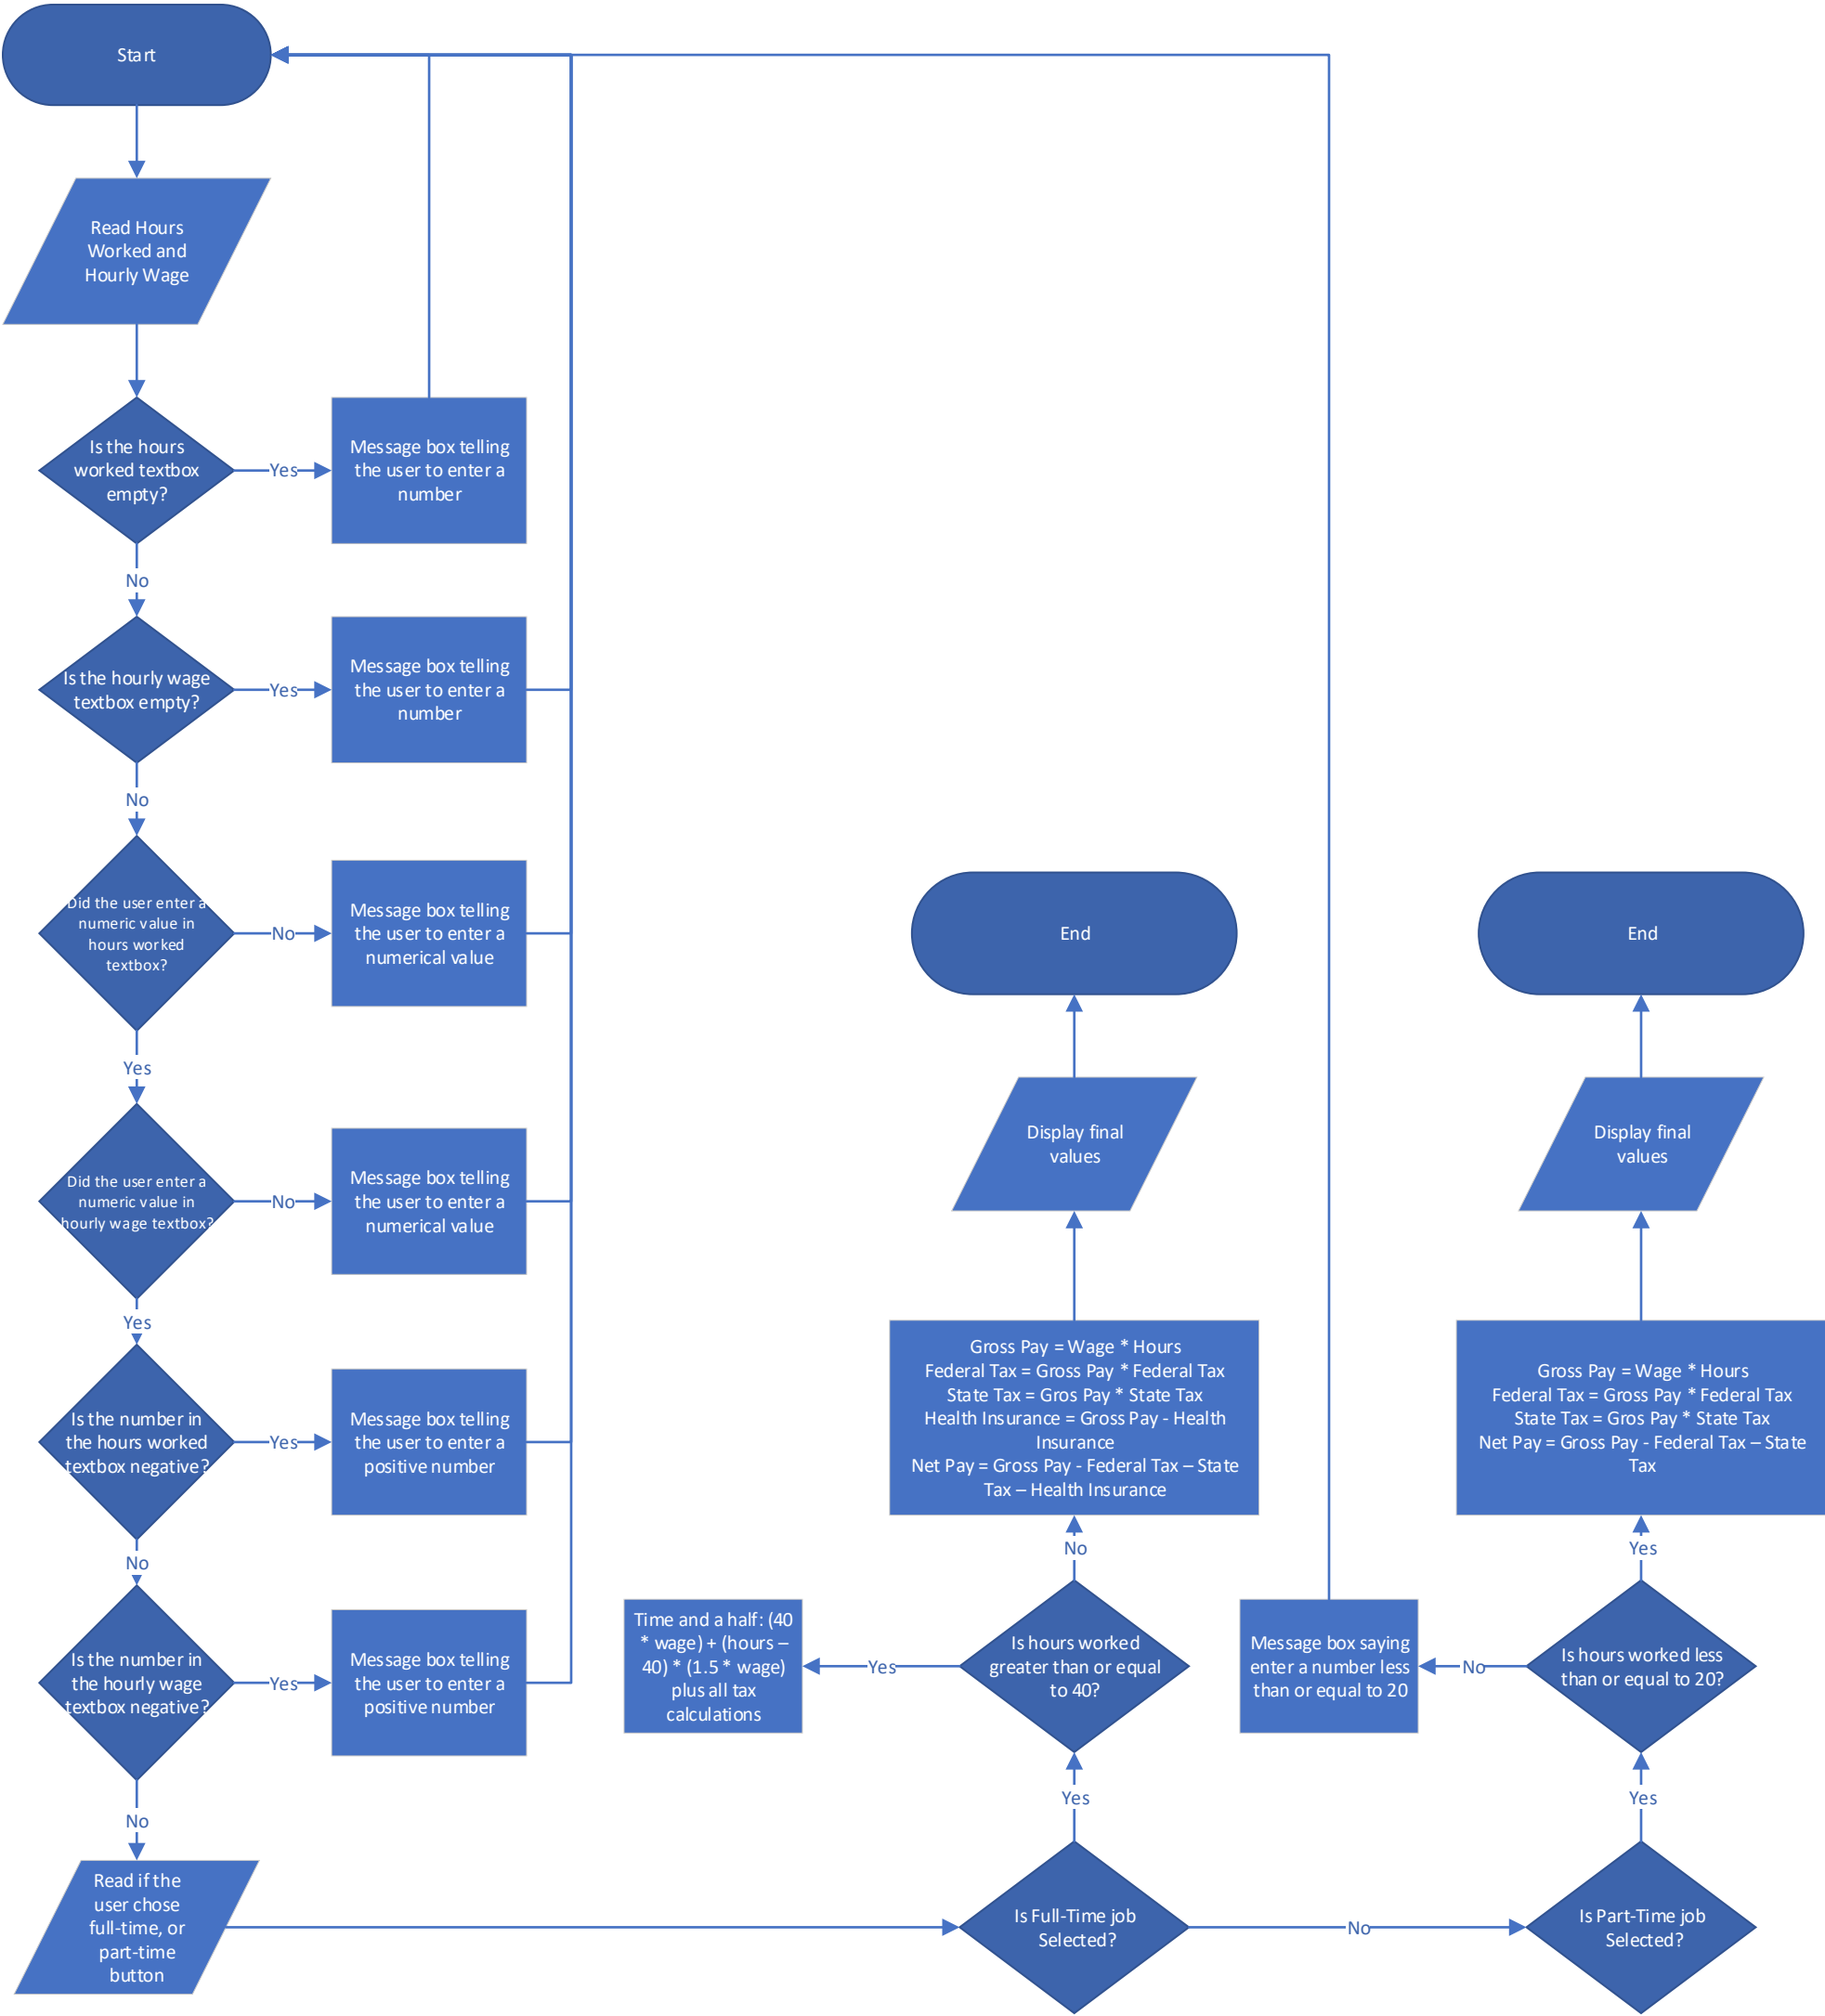 Start
Read Hours
Worked and
Hourly Wage
Is the hours
worked textbox
empty?
Yes
Message box telling
the user to enter a
number
No
Is the hourly wage
textbox empty?
Yes
Message box telling
the user to enter a
number
No
Did the user enter a
numeric value in
hours worked
textbox?
No
Message box telling
the user to enter a
numerical value
Yes
Did the user enter a
numeric value in
hourly wage textbox?
No
Message box telling
the user to enter a
numerical value
Yes
Is the number in
the hours worked
textbox negative?
Yes
Message box telling
the user to enter a
positive number
No
Is the number in
the hourly wage
textbox negative?
Yes
Message box telling
the user to enter a
positive number
No
Read if the
user chose
full-time, or
part-time
button
Is Full-Time job
Selected?
Yes
Is hours worked
greater than or equal
to 40?
Yes
Time and a half: (40
* wage) + (hours –
40) * (1.5 * wage)
plus all tax
calculations
No
Gross Pay = Wage * Hours
Federal Tax = Gross Pay * Federal Tax
State Tax = Gros Pay * State Tax
Health Insurance = Gross Pay - Health
Insurance
Net Pay = Gross Pay - Federal Tax – State
Tax – Health Insurance
Display final
values
End
No
Is Part-Time job
Selected?
Yes
Is hours worked less
than or equal to 20?
No
Message box saying
enter a number less
than or equal to 20
Yes
Gross Pay = Wage * Hours
Federal Tax = Gross Pay * Federal Tax
State Tax = Gros Pay * State Tax
Net Pay = Gross Pay - Federal Tax – State
Tax
Display final
values
End